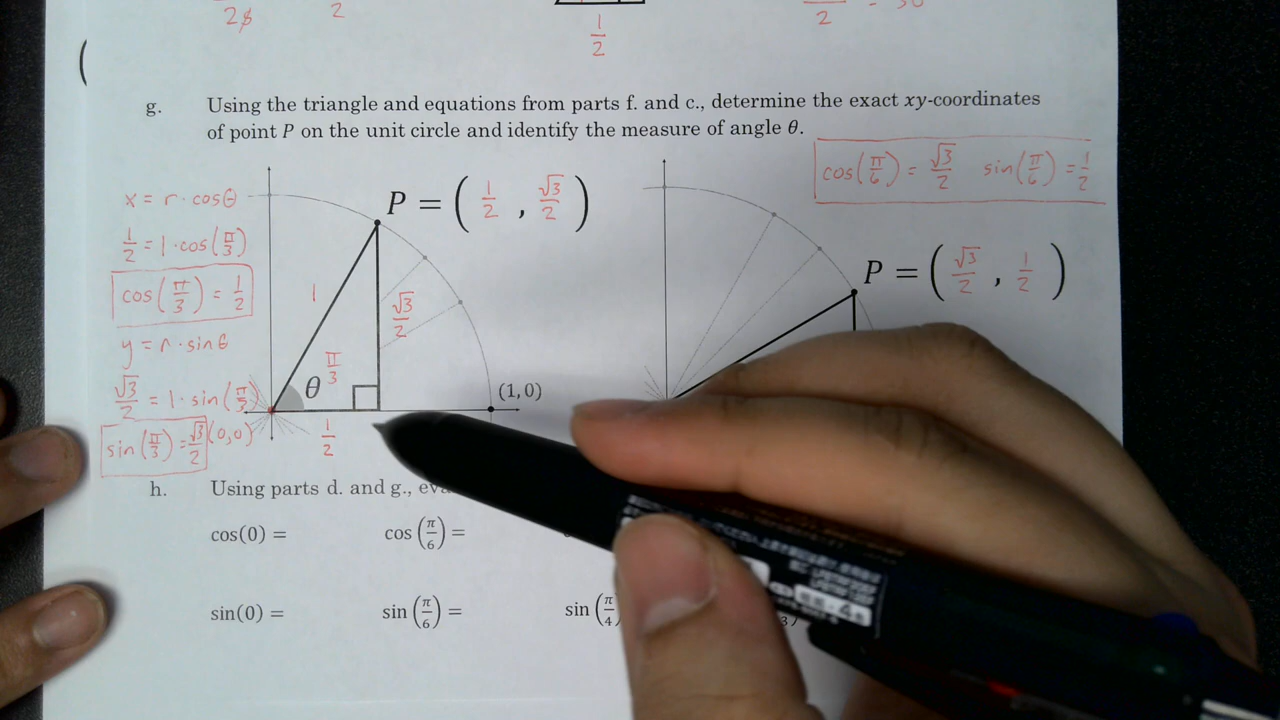 2$ 2
1/2
2
g. Using the triangle and equations from parts f. and c., determine the exact xy-coordinates
of point P on the unit circle and identify the measure of angle θ.
cos(π/6) = √3/2 sin(π/6) = 1/2
x = r · cosθ
1/2 = 1 · cos(π/3)
cos(π/3) = 1/2
y = r · sinθ
√3/2 = 1 · sin(π/3)
sin(π/3) = √3/2
P = (1/2, √3/2)
1
√3/2
π/3
θ
(1, 0)
(0,0)
1/2
P = (√3/2, 1/2)
h. Using parts d. and g.,
cos(0) = cos(π/6) =
sin(0) = sin(π/6) = sin(π/4)